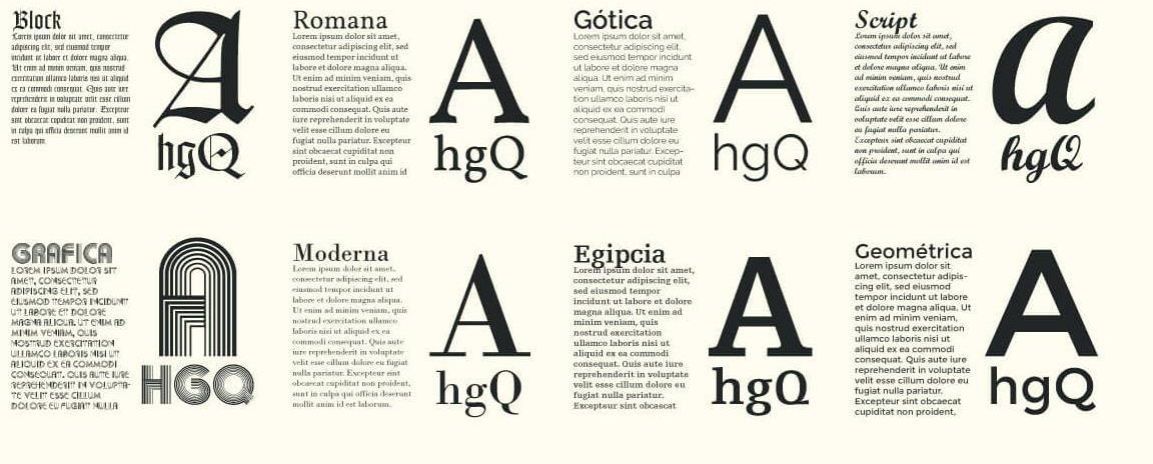 Block
Lorem ipsum dolor sit amet, consectetur
adipiscing elit, sed eiusmod tempor
incidunt ut labore et dolore magna aliqua.
Ut enim ad minim veniam, quis nostrud
exercitation ullamco laboris nisi ut aliquid
ex ea commodi consequat. Quis aute iure
reprehenderit in voluptate velit esse cillum
dolore eu fugiat nulla pariatur. Excepteur
sint obcaecat cupiditat non proident, sunt
in culpa qui officia deserunt mollit anim id
est laborum.
A
hgQ
Romana
Lorem ipsum dolor sit amet,
consectetur adipiscing elit, sed
eiusmod tempor incidunt ut
labore et dolore magna aliqua.
Ut enim ad minim veniam, quis
nostrud exercitation ullamco
laboris nisi ut aliquid ex ea
commodi consequat. Quis aute
iure reprehenderit in voluptate
velit esse cillum dolore eu
fugiat nulla pariatur. Excepteur
sint obcaecat cupiditat non
proident, sunt in culpa qui
officia deserunt mollit anim id
A
hgQ
Gótica
Lorem ipsum dolor sit amet,
consectetur adipiscing elit,
sed eiusmod tempor incidunt
ut labore et dolore magna
aliqua. Ut enim ad minim
veniam, quis nostrud exercita-
tion ullamco laboris nisi ut
aliquid ex ea commodi
consequat. Quis aute iure
reprehenderit in voluptate
velit esse cillum dolore eu
fugiat nulla pariatur. Excep-
teur sint obcaecat cupiditat
non proident, sunt in culpa
A
hgQ
Script
Lorem ipsum dolor sit amet,
consectetur adipiscing elit, sed
eiusmod tempor incidunt ut labore
et dolore magna aliqua. Ut enim
ad minim veniam, quis nostrud
exercitation ullamco laboris nisi ut
aliquid ex ea commodi consequat.
Quis aute iure reprehenderit in
voluptate velit esse cillum dolore
eu fugiat nulla pariatur.
Excepteur sint obcaecat cupiditat
non proident, sunt in culpa qui
officia deserunt mollit anim id est
laborum.
A
hgQ
GRAFICA
LOREM IPSUM DOLOR SIT
AMET, CONSECTETUR
ADIPISCING ELIT, SED
EIUSMOD TEMPOR INCIDUNT
UT LABORE ET DOLORE
MAGNA ALIQUA. UT ENIM AD
MINIM VENIAM, QUIS
NOSTRUD EXERCITATION
ULLAMCO LABORIS NISI UT
ALIQUID EX EA COMMODI
CONSEQUAT. QUIS AUTE IURE
REPREHENDERIT IN VOLUPTA-
TE VELIT ESSE CILLUM
DOLORE EU FUGIAT NULLA
A
HGQ
Moderna
Lorem ipsum dolor sit amet,
consectetur adipiscing elit, sed
eiusmod tempor incidunt ut
labore et dolore magna aliqua.
Ut enim ad minim veniam, quis
nostrud exercitation ullamco
laboris nisi ut aliquid ex ea
commodi consequat. Quis aute
iure reprehenderit in voluptate
velit esse cillum dolore eu fugiat
nulla pariatur. Excepteur sint
obcaecat cupiditat non proident,
sunt in culpa qui officia deserunt
mollit anim id est laborum.
A
hgQ
Egipcia
Lorem ipsum dolor sit amet,
consectetur adipiscing elit,
sed eiusmod tempor
incidunt ut labore et dolore
magna aliqua. Ut enim ad
minim veniam, quis
nostrud exercitation
ullamco laboris nisi ut
aliquid ex ea commodi
consequat. Quis aute iure
reprehenderit in voluptate
velit esse cillum dolore eu
fugiat nulla pariatur.
Excepteur sint obcaecat
A
hgQ
Geométrica
Lorem ipsum dolor sit
amet, consectetur adipis-
cing elit, sed eiusmod
tempor incidunt ut labore
et dolore magna aliqua. Ut
enim ad minim veniam,
quis nostrud exercitation
ullamco laboris nisi ut
aliquid ex ea commodi
consequat. Quis aute iure
reprehenderit in voluptate
velit esse cillum dolore eu
fugiat nulla pariatur.
Excepteur sint obcaecat
cupiditat non proident,
A
hgQ